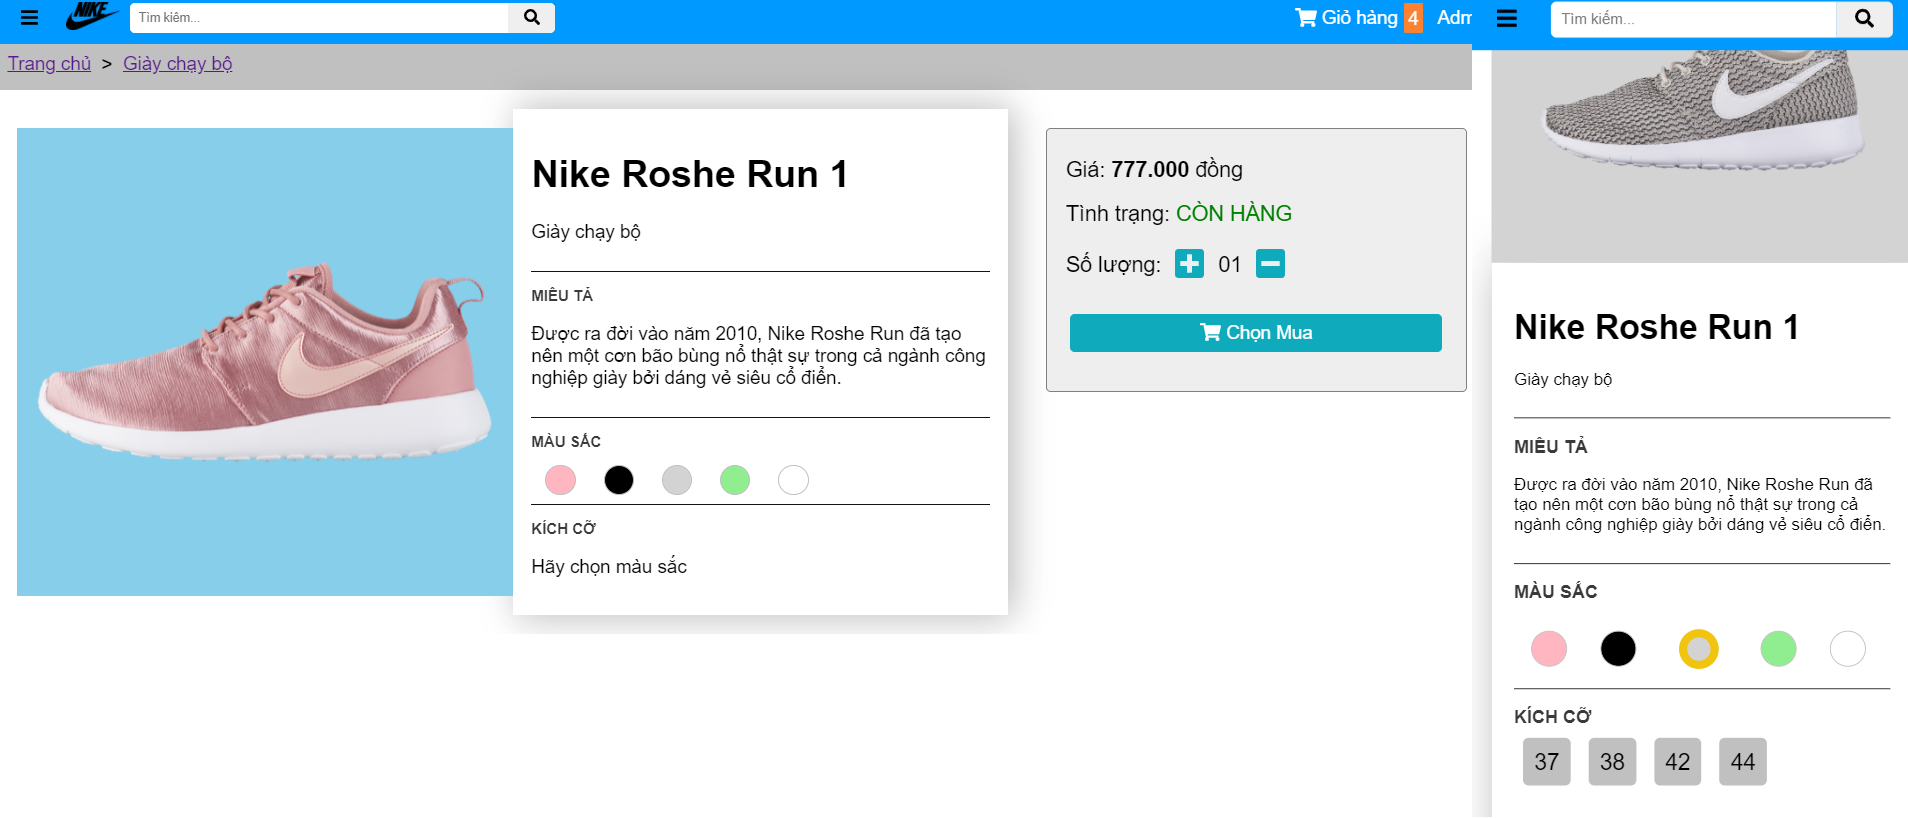 NIKE
Tìm kiếm...
Giỏ hàng 4
Adm
Trang chủ > Giày chạy bộ
Nike Roshe Run 1
Giày chạy bộ
MIÊU TẢ
Được ra đời vào năm 2010, Nike Roshe Run đã tạo
nên một cơn bão bùng nổ thật sự trong cả ngành công
nghiệp giày bởi dáng vẻ siêu cổ điển.
MÀU SẮC
KÍCH CỠ
Hãy chọn màu sắc
Giá: 777.000 đồng
Tình trạng: CÒN HÀNG
Số lượng: 01
Chọn Mua
Tìm kiếm...
Nike Roshe Run 1
Giày chạy bộ
MIÊU TẢ
Được ra đời vào năm 2010, Nike Roshe Run đã
tạo nên một cơn bão bùng nổ thật sự trong cả
ngành công nghiệp giày bởi dáng vẻ siêu cổ điển.
MÀU SẮC
KÍCH CỠ
37 38 42 44